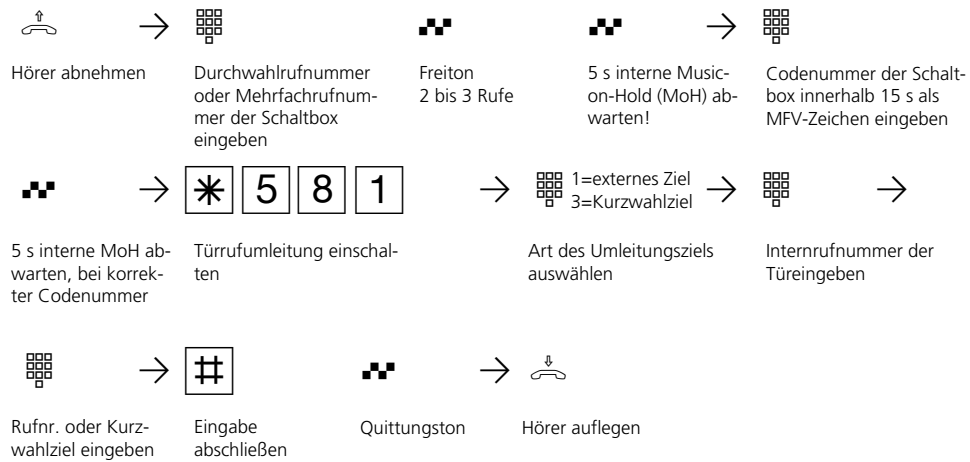 Hörer abnehmen
Durchwahlrufnummer
oder Mehrfachrufnum-
mer der Schaltbox
eingeben
Freiton
2 bis 3 Rufe
5 s interne Music-
on-Hold (MoH) ab-
warten!
Codenummer der Schalt-
box innerhalb 15 s als
MFV-Zeichen eingeben
* 5 8 1
1=externes Ziel
3=Kurzwahlziel
5 s interne MoH ab-
warten, bei korrek-
ter Codenummer
Türrufumleitung einschal-
ten
Art des Umleitungsziels
auswählen
Internrufnummer der
Türeingeben
#
Rufnr. oder Kurz-
wahlziel eingeben
Eingabe
abschließen
Quittungston
Hörer auflegen